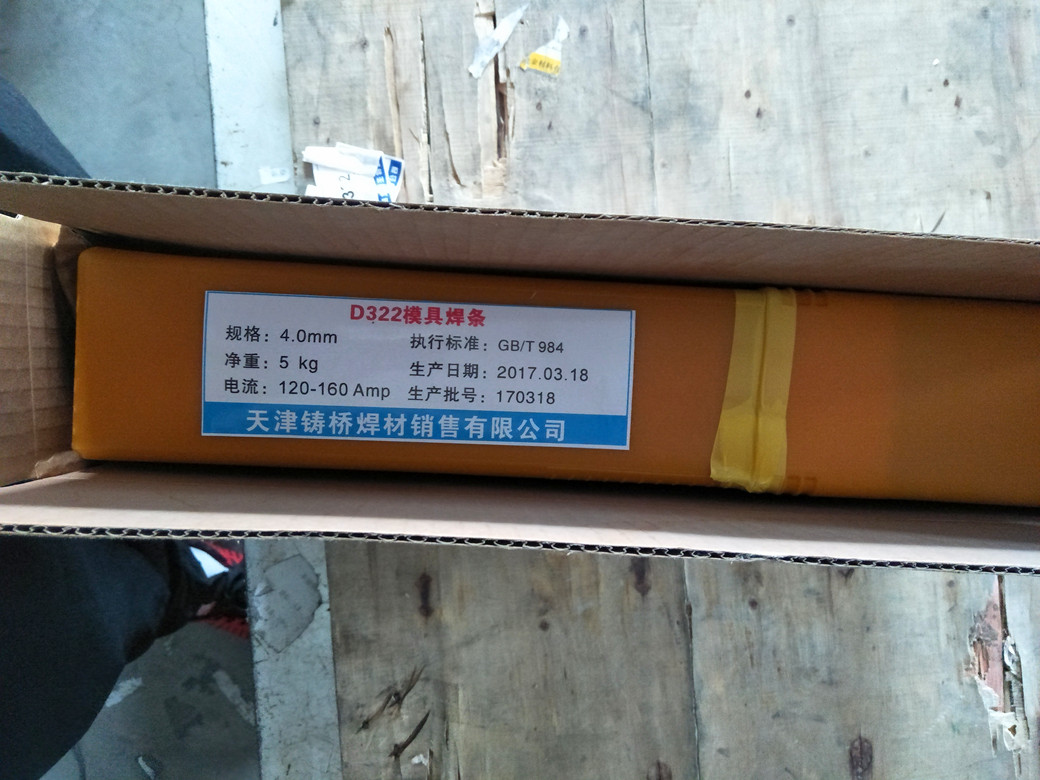 D322模具焊条
规格：4.0mm 执行标准：GB/T 984
净重：5 kg 生产日期：2017.03.18
电流：120-160 Amp 生产批号：170318
天津铸桥焊材销售有限公司